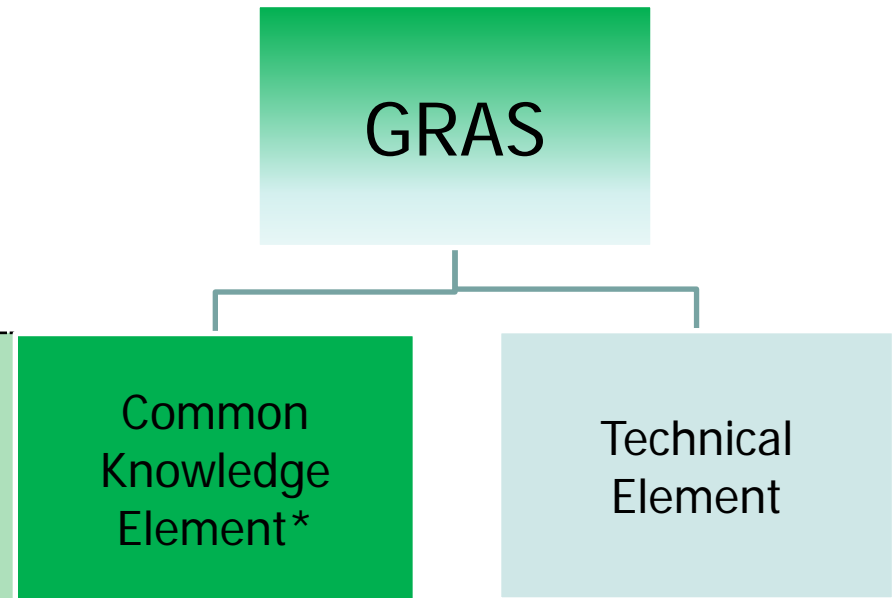 GRAS
Common
Knowledge
Element*
Technical
Element